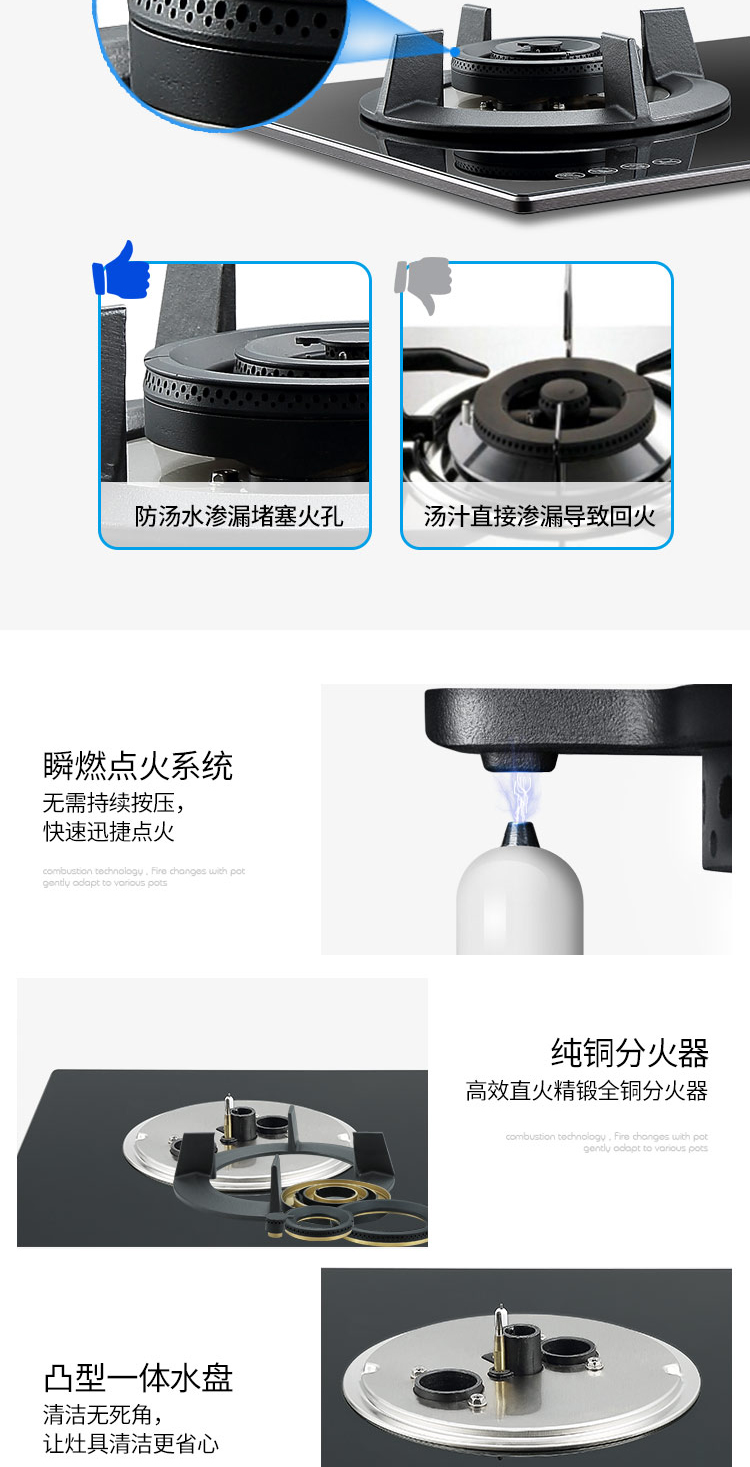 防汤水渗漏堵塞火孔
汤汁直接渗漏导致回火
瞬燃点火系统
无需持续按压，
快速迅捷点火
combustion technology , Fire changes with pot
gently adapt to various pots
纯铜分火器
高效直火精锻全铜分火器
combustion technology , Fire changes with pot
gently adapt to various pots
凸型一体水盘
清洁无死角，
让灶具清洁更省心